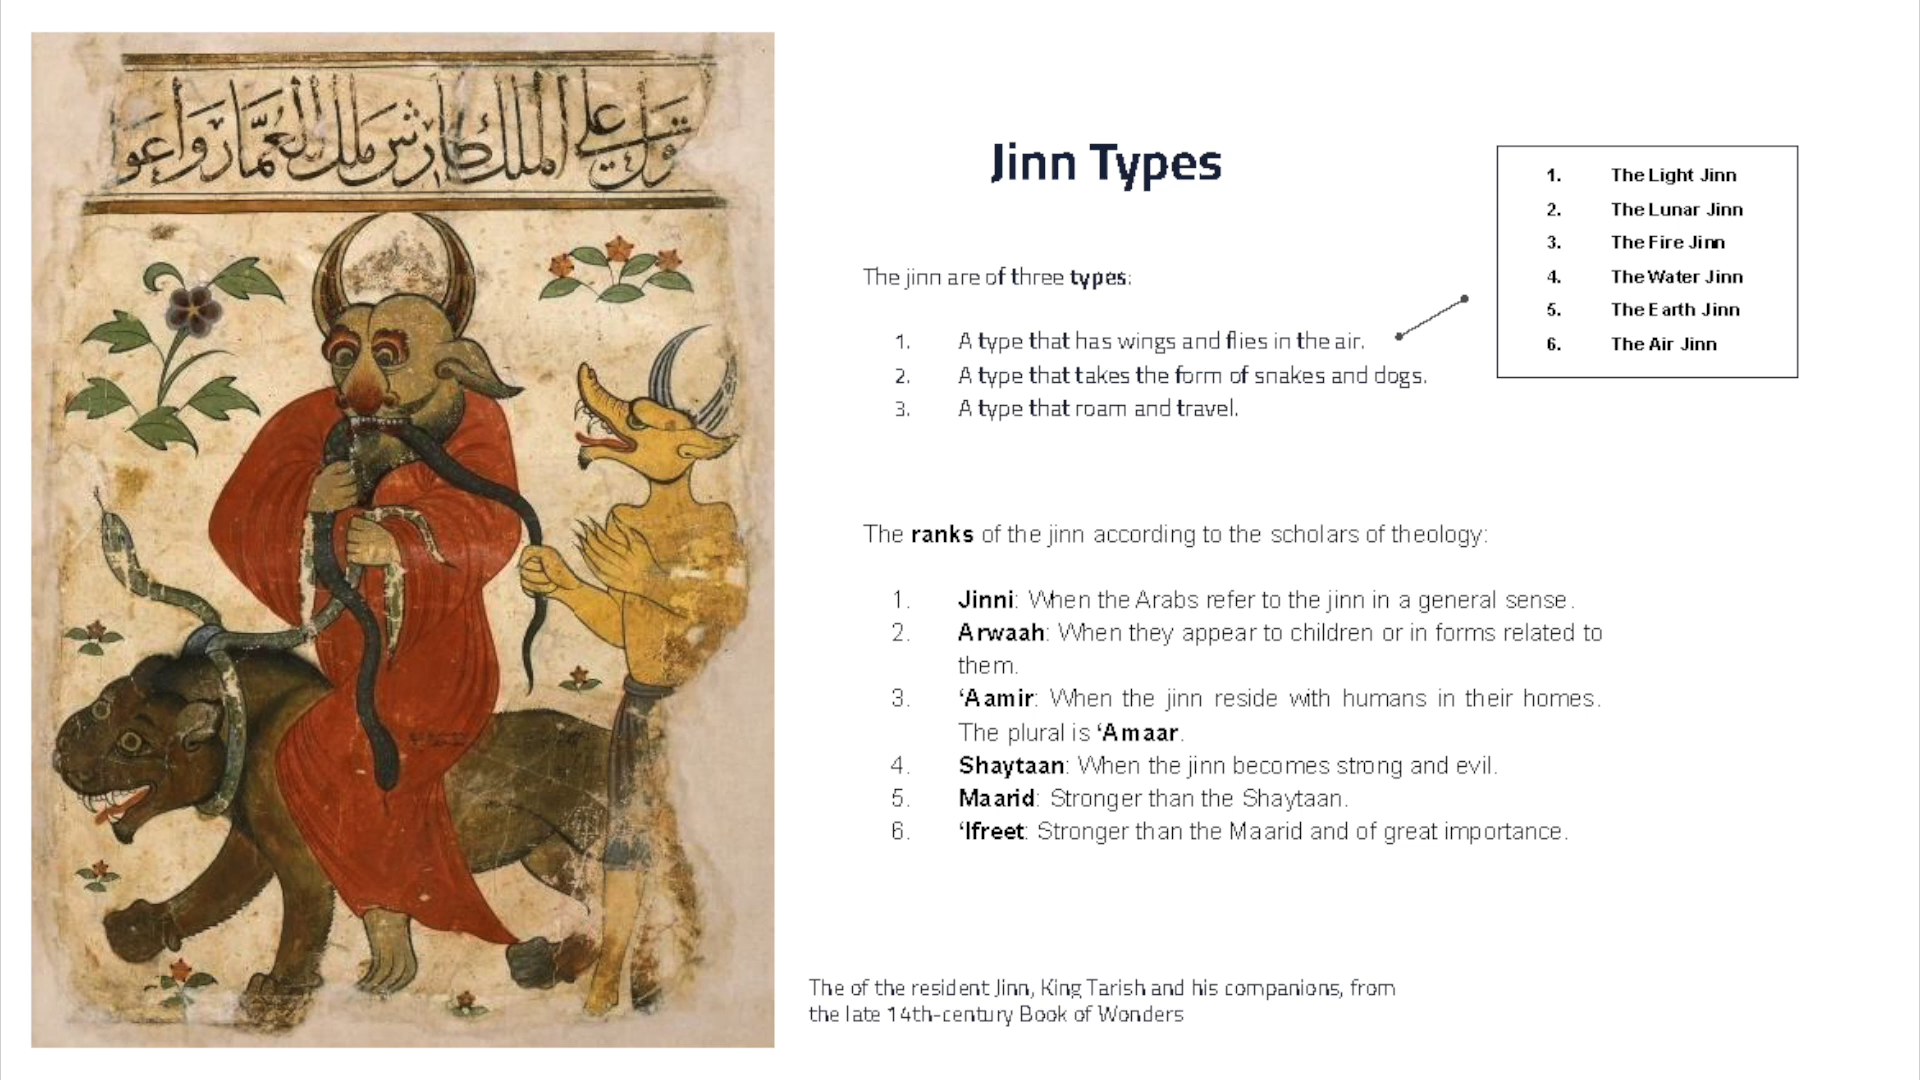 قول على الملك طارش ملك العمار وأعو
Jinn Types
The jinn are of three types:
1. A type that has wings and flies in the air.
2. A type that takes the form of snakes and dogs.
3. A type that roam and travel.
1. The Light Jinn
2. The Lunar Jinn
3. The Fire Jinn
4. The Water Jinn
5. The Earth Jinn
6. The Air Jinn
The ranks of the jinn according to the scholars of theology:
1. Jinni: When the Arabs refer to the jinn in a general sense.
2. Arwaah: When they appear to children or in forms related to
them.
3. ‘Aamir: When the jinn reside with humans in their homes.
The plural is ‘Amaar.
4. Shaytaan: When the jinn becomes strong and evil.
5. Maarid: Stronger than the Shaytaan.
6. ‘Ifreet: Stronger than the Maarid and of great importance.
The of the resident Jinn, King Tarish and his companions, from
the late 14th-century Book of Wonders